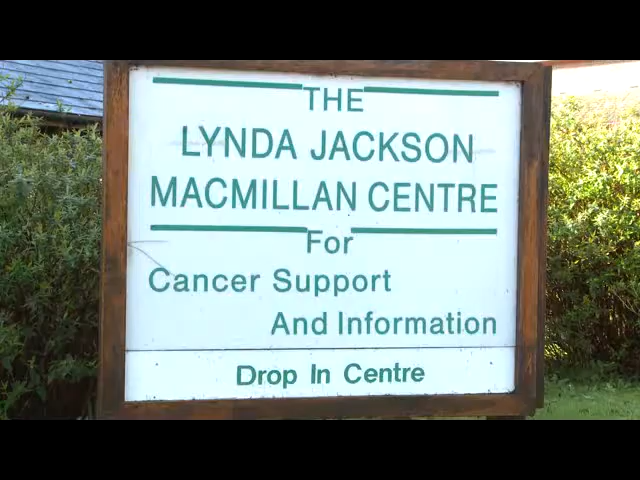 THE
LYNDA JACKSON
MACMILLAN CENTRE
For
Cancer Support
And Information
Drop In Centre